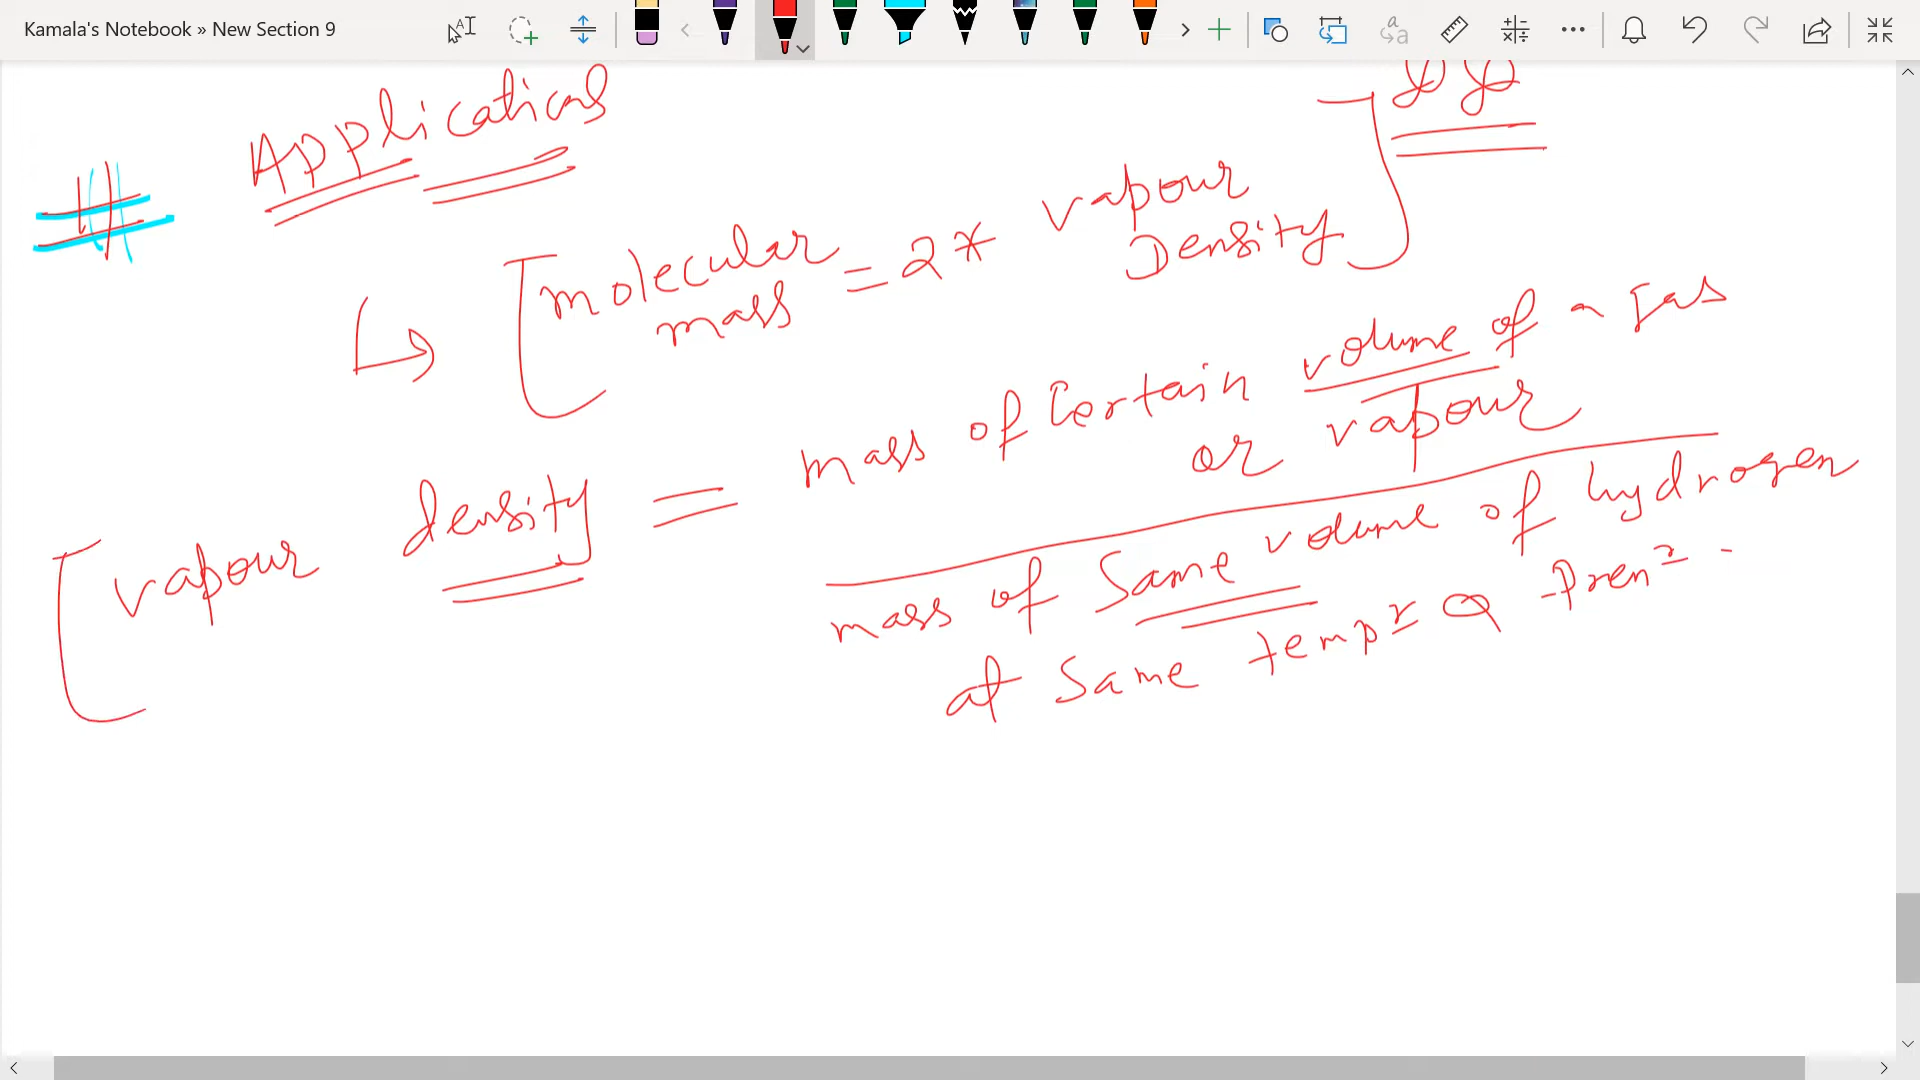 Kamala's Notebook » New Section 9
# Applications
[molecular mass = 2* vapour Density]
[vapour density = mass of Certain volume of a gas
or vapour
mass of Same volume of hydrogen
at Same tempr & Prenr.